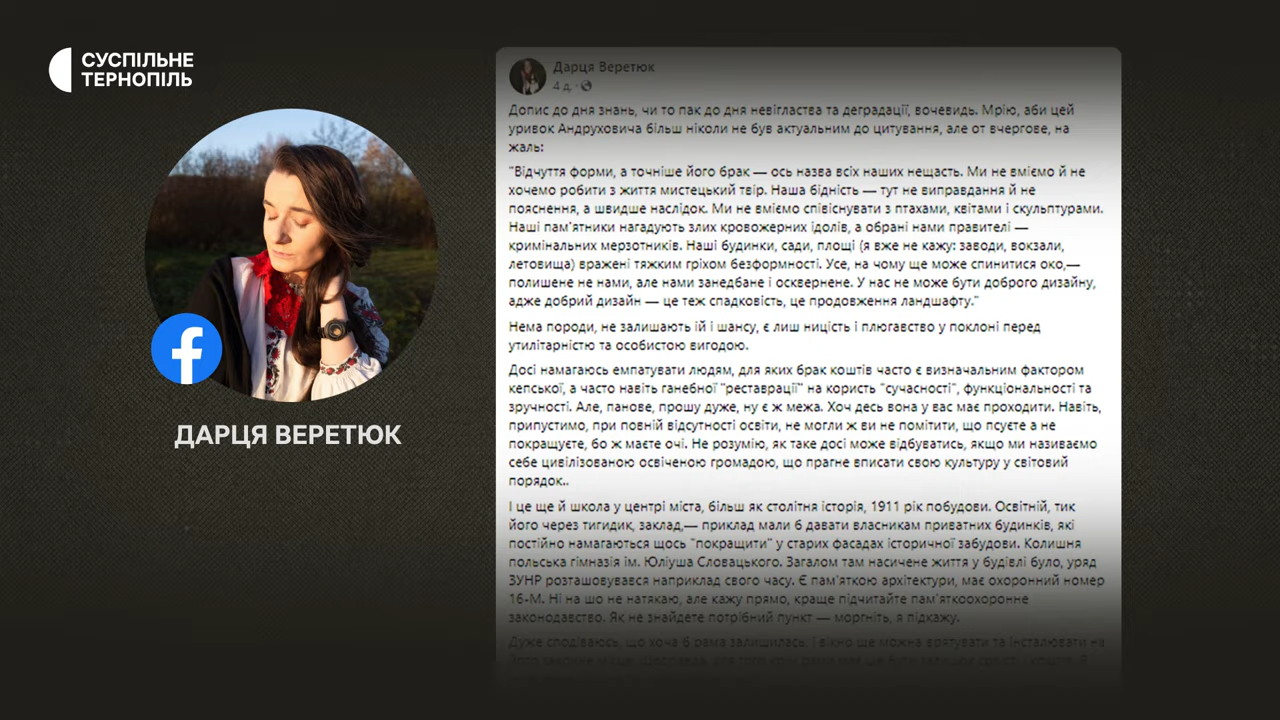 СУСПІЛЬНЕ
ТЕРНОПІЛЬ
ДАРЦЯ ВЕРЕТЮК
Дарця Веретюк
4 д. ·
Допис до дня знань, чи то пак до дня невігластва та деградації, вочевидь. Мрію, аби цей
уривок Андруховича більш ніколи не був актуальним до цитування, але от вчергове, на
жаль:
"Відчуття форми, а точніше його брак — ось назва всіх наших нещасть. Ми не вміємо й не
хочемо робити з життя мистецький твір. Наша бідність — тут не виправдання й не
пояснення, а швидше наслідок. Ми не вміємо співіснувати з птахами, квітами і скульптурами.
Наші пам'ятники нагадують злих кровожерних ідолів, а обрані нами правителі —
кримінальних мерзотників. Наші будинки, сади, площі (я вже не кажу: заводи, вокзали,
летовища) вражені тяжким гріхом безформності. Усе, на чому ще може спинитися око,—
полишене не нами, але нами занедбане і осквернене. У нас не може бути доброго дизайну,
адже добрий дизайн — це теж спадковість, це продовження ландшафту."
Нема породи, не залишають їй і шансу, є лиш ницість і плюгавство у поклоні перед
утилітарністю та особистою вигодою.
Досі намагаюсь емпатувати людям, для яких брак коштів часто є визначальним фактором
кепської, а часто навіть ганебної "реставрації" на користь "сучасності", функціональності та
зручності. Але, панове, прошу дуже, ну є ж межа. Хоч десь вона у вас має проходити. Навіть,
припустимо, при повній відсутності освіти, не могли ж ви не помітити, що псуєте а не
покращуєте, бо ж маєте очі. Не розумію, як таке досі може відбуватись, якщо ми називаємо
себе цивілізованою освіченою громадою, що прагне вписати свою культуру у світовий
порядок..
І це ще й школа у центрі міста, більш як столітня історія, 1911 рік побудови. Освітній, тик
його через тигидик, заклад,— приклад мали б давати власникам приватних будинків, які
постійно намагаються щось "покращити" у старих фасадах історичної забудови. Колишня
польська гімназія ім. Юліуша Словацького. Загалом там насичене життя у будівлі було, уряд
ЗУНР розташовувався наприклад свого часу. Є пам'яткою архітектури, має охоронний номер
16-М. Ні на шо не натякаю, але кажу прямо, краще підчитайте пам'яткоохоронне
законодавство. Як не знайдете потрібний пункт — моргніть, я підкажу.
Дуже сподіваюсь, що хоча б рама залишилась, і вікно ще можна врятувати та інсталювати на